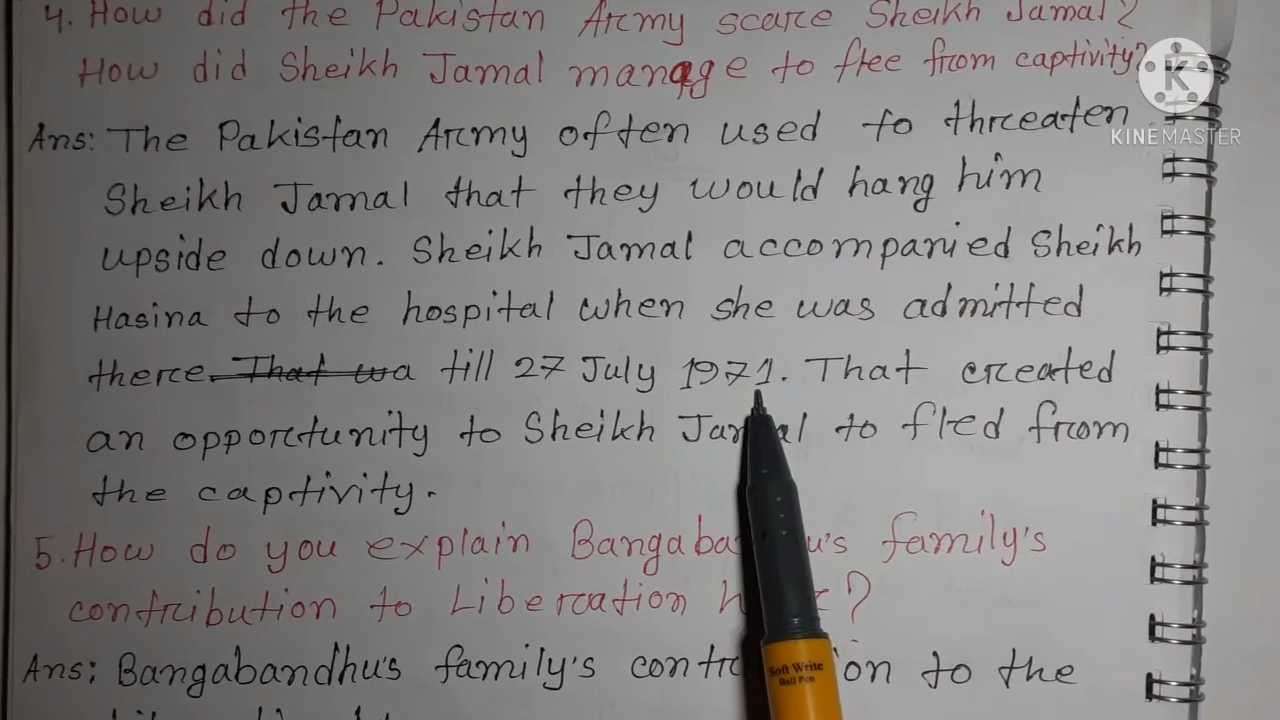 4. How did the Pakistan Army scare Sheikh Jamal?
How did Sheikh Jamal manage to flee from captivity?
K
KINEMASTER
Ans: The Pakistan Army often used to threaten
Sheikh Jamal that they would hang him
upside down. Sheikh Jamal accompanied Sheikh
Hasina to the hospital when she was admitted
there. That wa till 27 July 1971. That created
an opportunity to Sheikh Jamal to fled from
the captivity.
5. How do you explain family's
contribution to Liberation
Soft Write
Ball Pen
Ans: Bangabandhu's family's to the